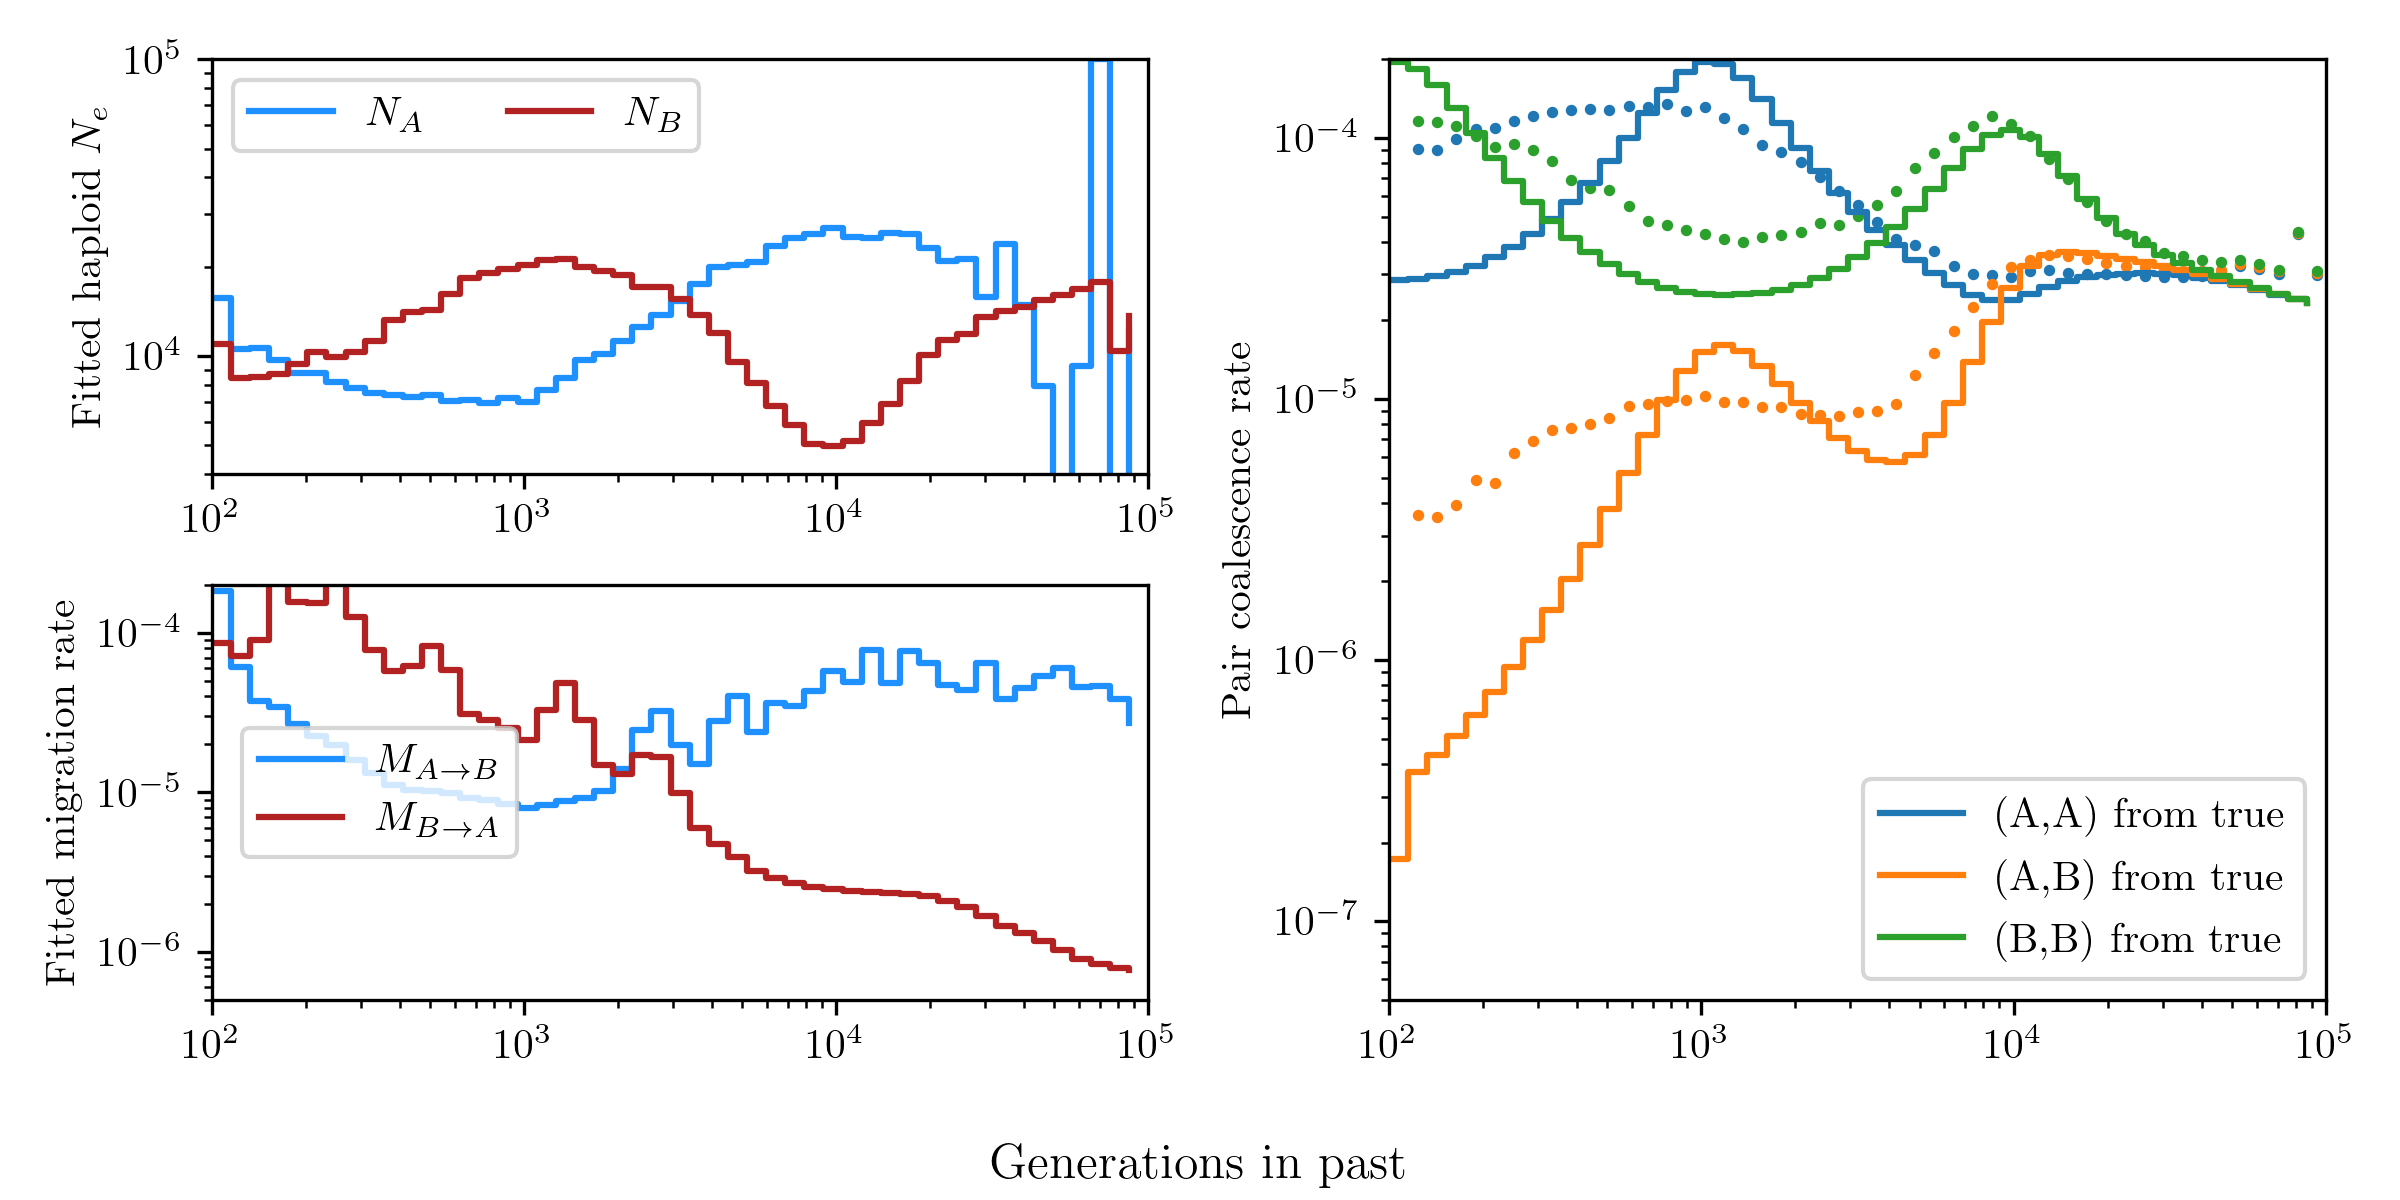 Fitted haploid N_e
10^5
10^4
N_A N_B
10^2 10^3 10^4 10^5
Fitted migration rate
10^−4
10^−5
10^−6
M_{A→B}
M_{B→A}
10^2 10^3 10^4 10^5
Pair coalescence rate
10^−4
10^−5
10^−6
10^−7
(A,A) from true
(A,B) from true
(B,B) from true
10^2 10^3 10^4 10^5
Generations in past